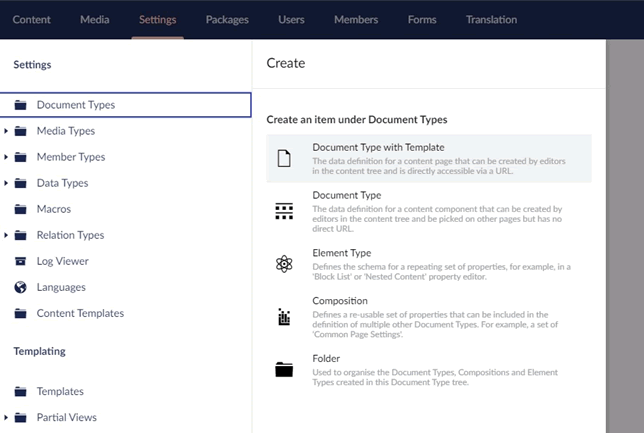 Content Media Settings Packages Users Members Forms Translation
Settings
Document Types
Media Types
Member Types
Data Types
Macros
Relation Types
Log Viewer
Languages
Content Templates
Templating
Templates
Partial Views
Create
Create an item under Document Types
Document Type with Template
The data definition for a content page that can be created by editors
in the content tree and is directly accessible via a URL.
Document Type
The data definition for a content component that can be created by
editors in the content tree and be picked on other pages but has no
direct URL.
Element Type
Defines the schema for a repeating set of properties, for example, in a
'Block List' or 'Nested Content' property editor.
Composition
Defines a re-usable set of properties that can be included in the
definition of multiple other Document Types. For example, a set of
'Common Page Settings'.
Folder
Used to organise the Document Types, Compositions and Element
Types created in this Document Type tree.